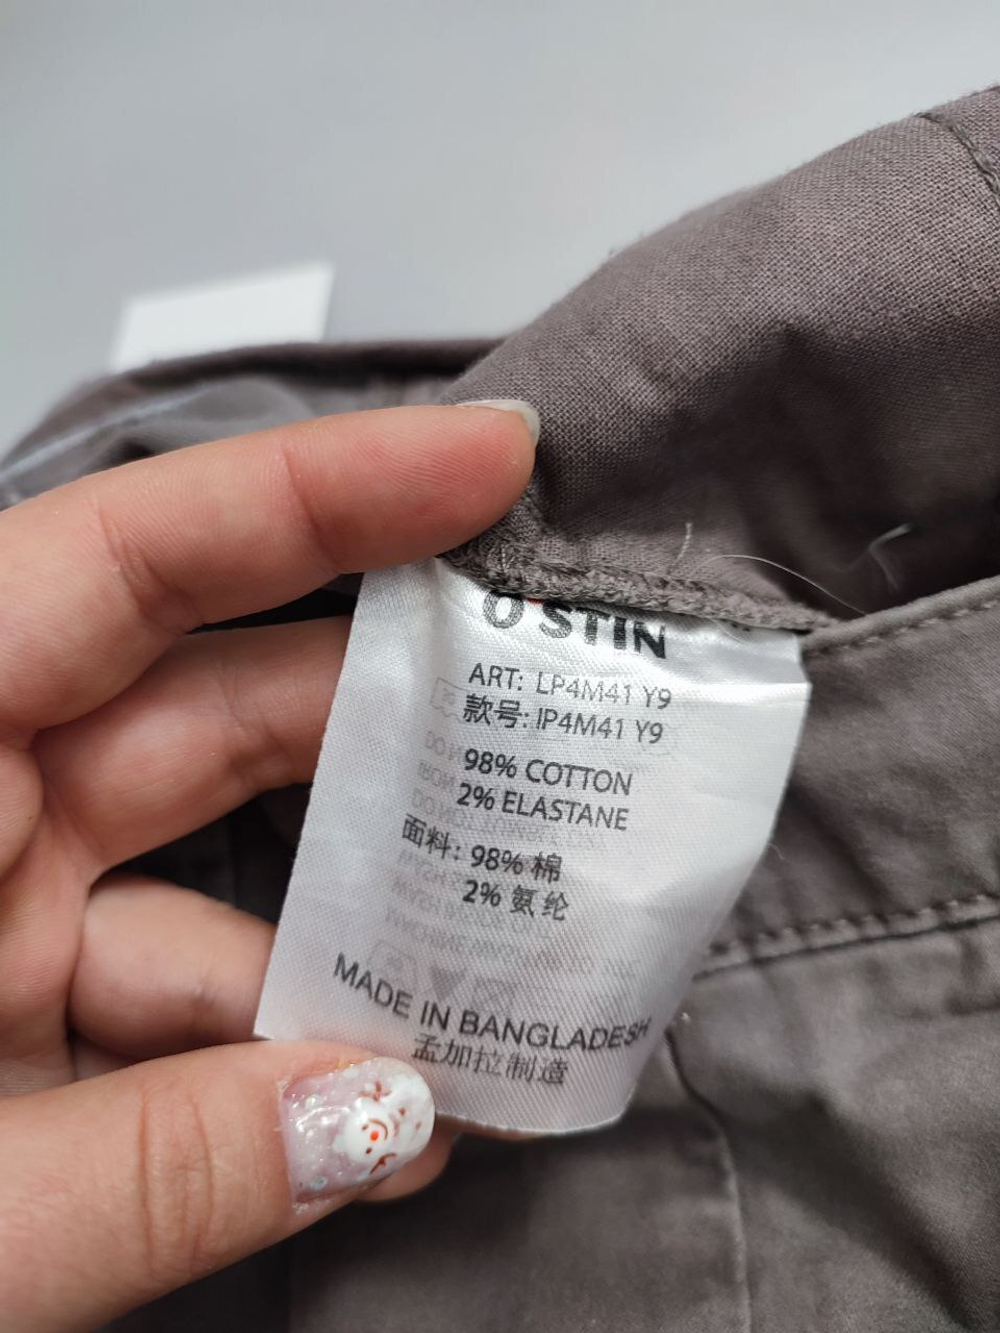 O'STIN
ART: LP4M41 Y9
款号: IP4M41 Y9
98% COTTON
2% ELASTANE
面料: 98% 棉
2% 氨纶
MADE IN BANGLADESH
孟加拉制造